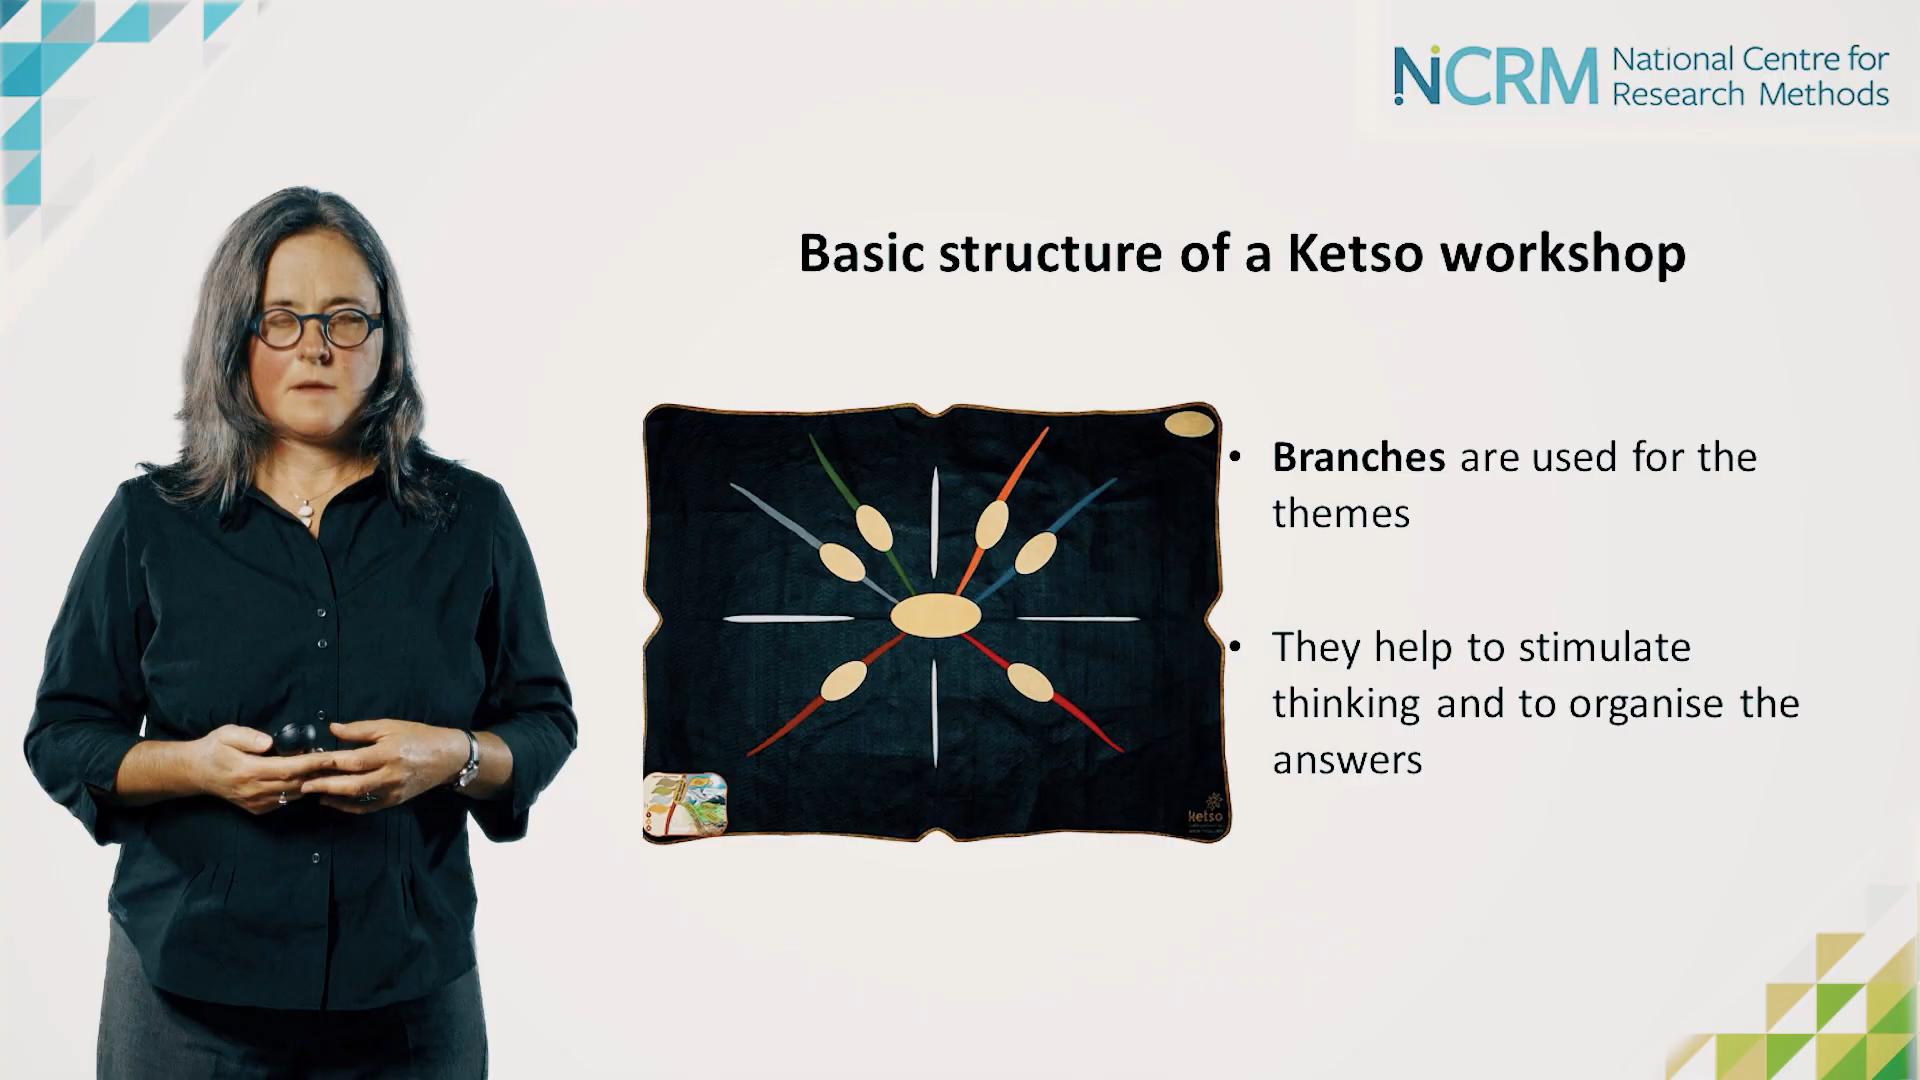 NCRM National Centre for
Research Methods
Basic structure of a Ketso workshop
• Branches are used for the
themes
• They help to stimulate
thinking and to organise the
answers
ketso